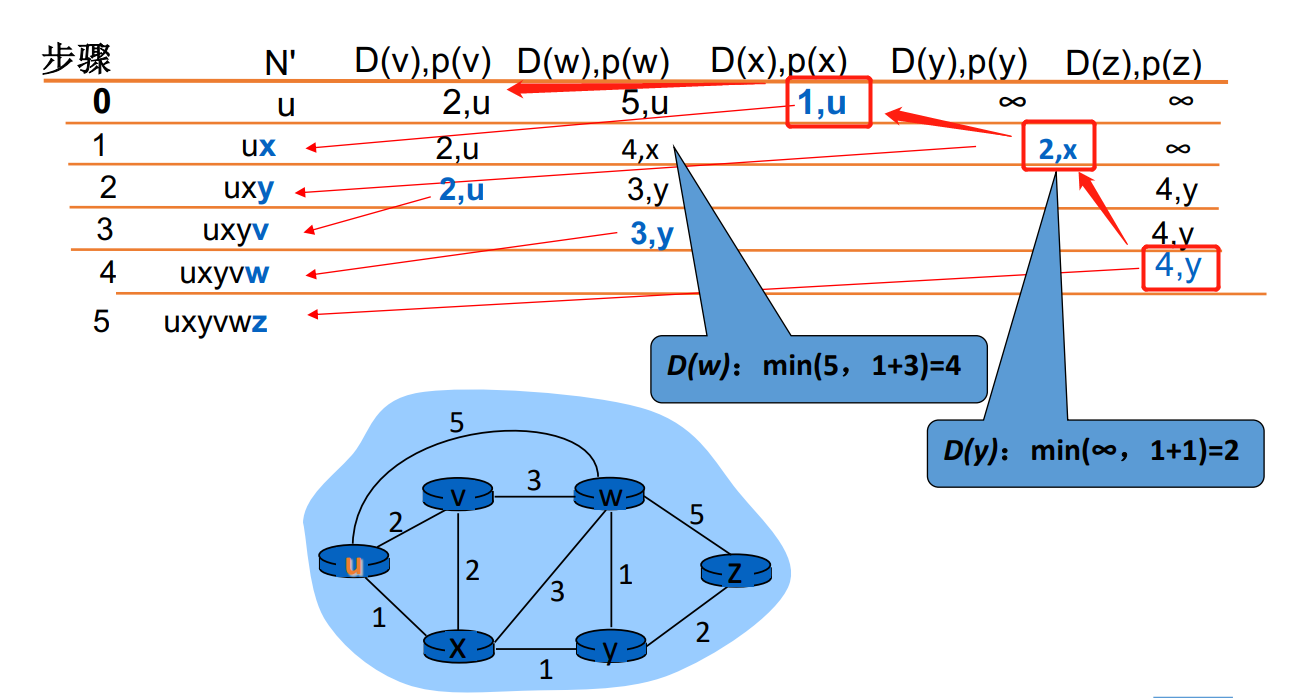 步骤 N' D(v),p(v) D(w),p(w) D(x),p(x) D(y),p(y) D(z),p(z)
0 u 2,u 5,u 1,u ∞ ∞
1 ux 2,u 4,x 2,x ∞
2 uxy 2,u 3,y 4,y
3 uxyv 3,y 4,y
4 uxyvw 4,y
5 uxyvwz
D(w)：min(5，1+3)=4
D(y)：min(∞，1+1)=2
5
v 3 w
2 5
u 2 3 1 z
1 2
x 1 y